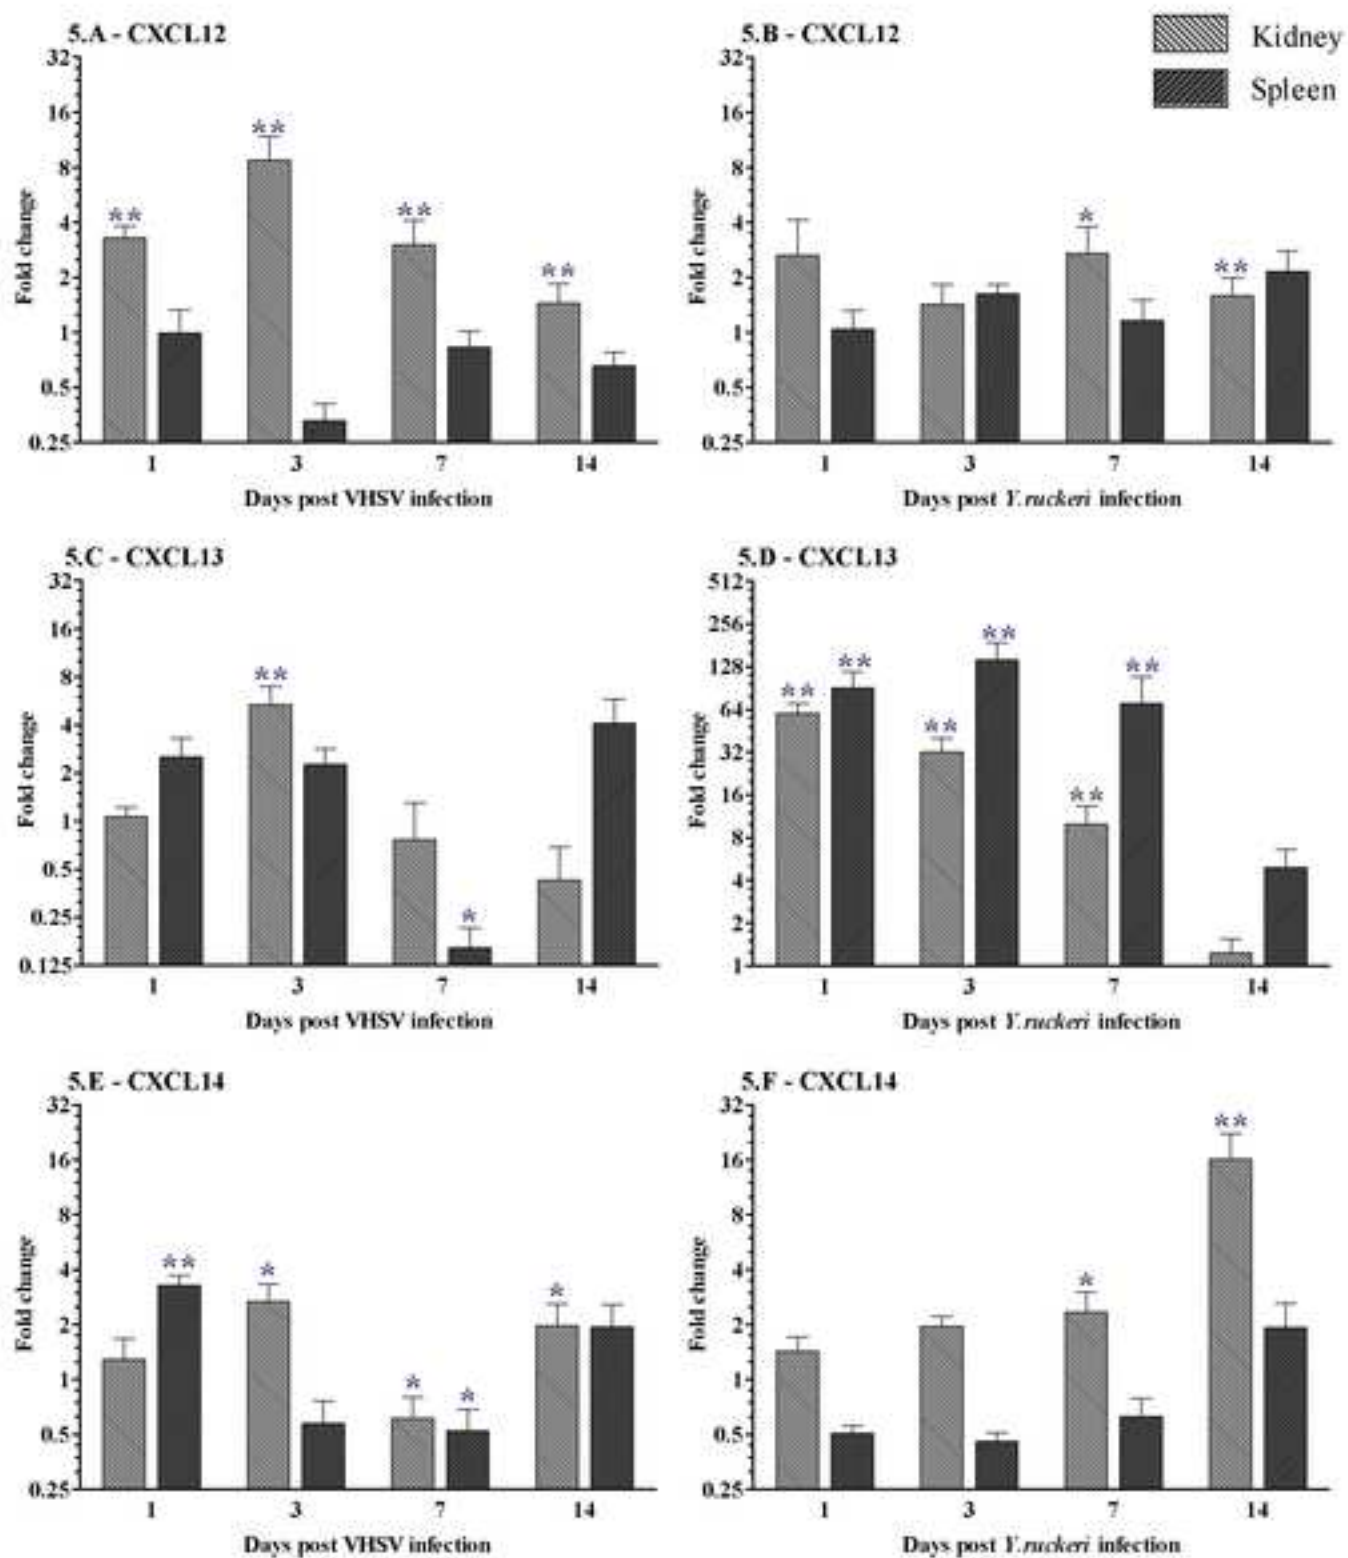 5.A - CXCL12
32
16
8
4
2
1
0.5
0.25
Fold change
**
**
**
**
1 3 7 14
Days post VHSV infection
5.B - CXCL12
32
16
8
4
2
1
0.5
0.25
Fold change
*
**
1 3 7 14
Days post Y.ruckeri infection
Kidney
Spleen
5.C - CXCL13
32
16
8
4
2
1
0.5
0.25
0.125
Fold change
**
*
1 3 7 14
Days post VHSV infection
5.D - CXCL13
512
256
128
64
32
16
8
4
2
1
Fold change
**
**
**
**
**
**
1 3 7 14
Days post Y.ruckeri infection
5.E - CXCL14
32
16
8
4
2
1
0.5
0.25
Fold change
**
*
*
*
*
1 3 7 14
Days post VHSV infection
5.F - CXCL14
32
16
8
4
2
1
0.5
0.25
Fold change
*
**
1 3 7 14
Days post Y.ruckeri infection